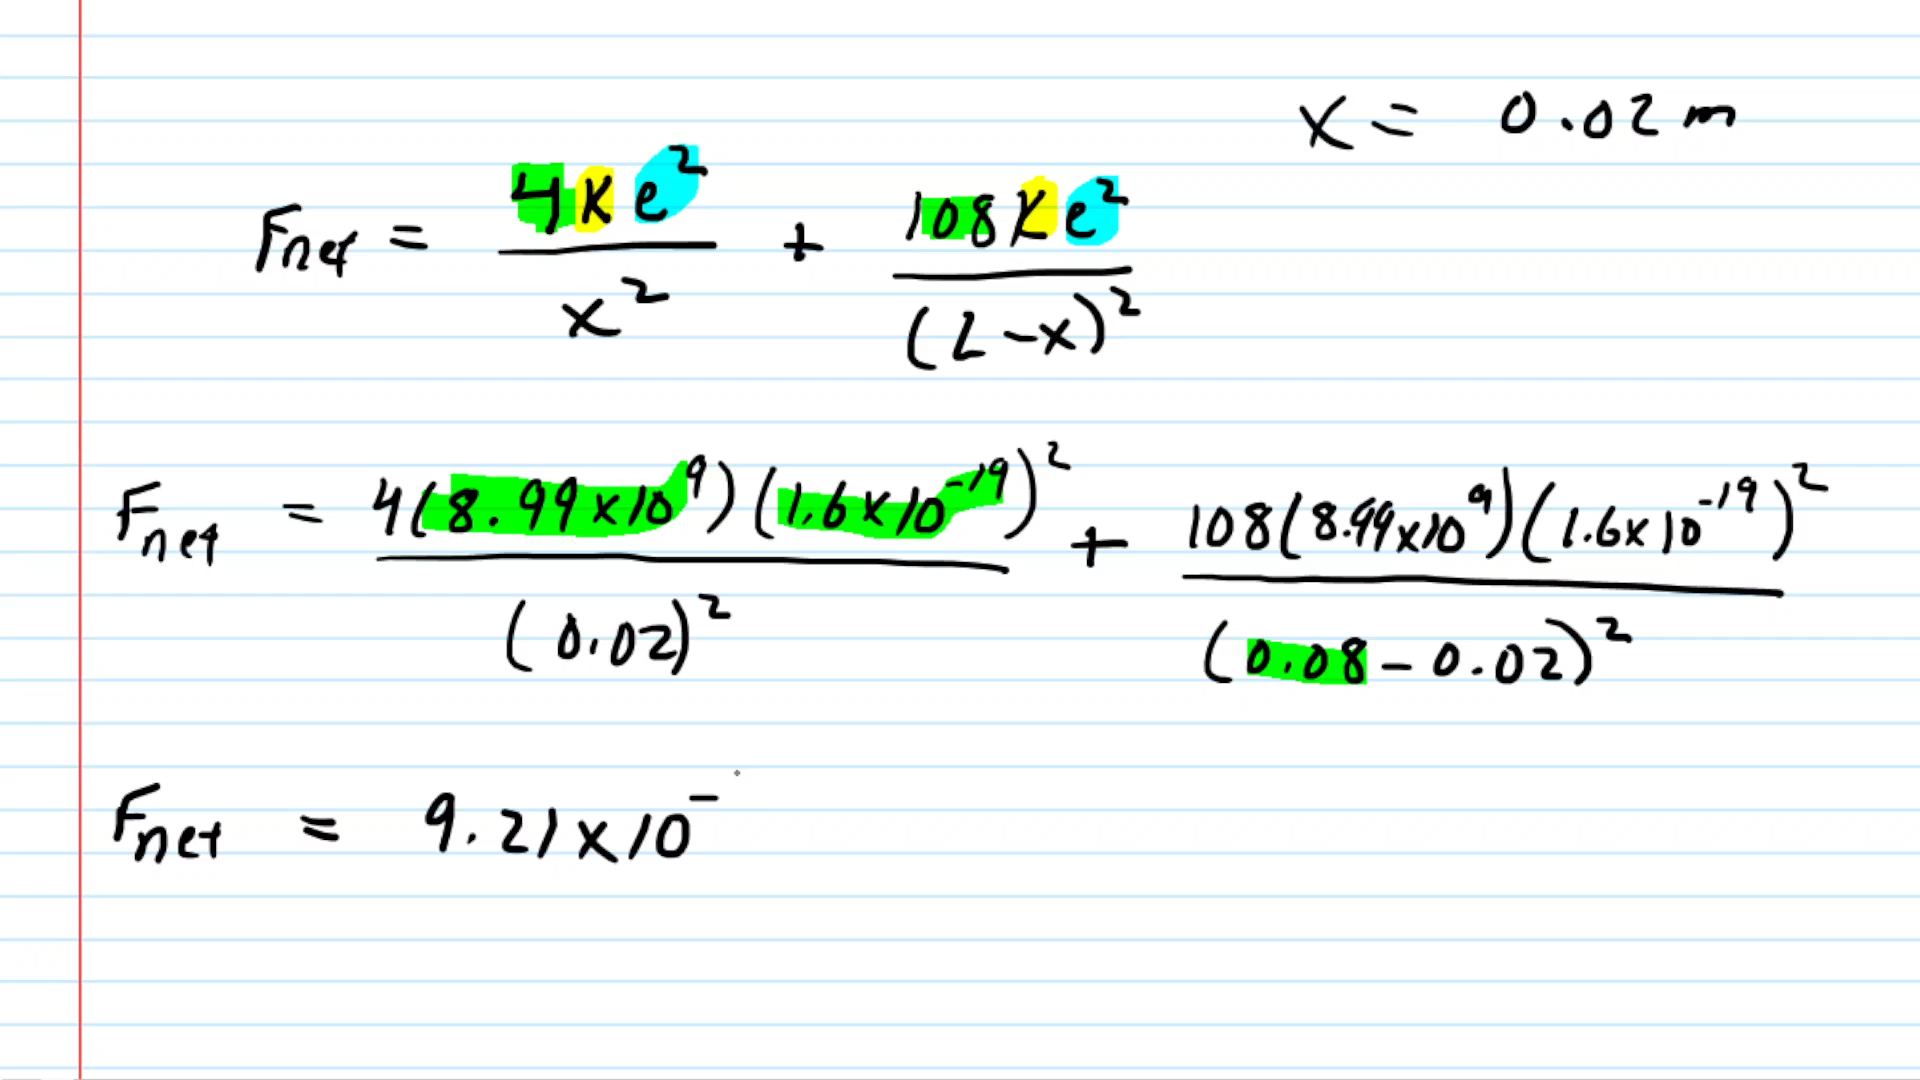 x = 0.02 m
Fnet = 4Ke²/x² + 108Ke²/(L-x)²
Fnet = 4(8.99x10⁹)(1.6x10⁻¹⁹)²/(0.02)² + 108(8.99x10⁹)(1.6x10⁻¹⁹)²/(0.08-0.02)²
Fnet = 9.21x10⁻